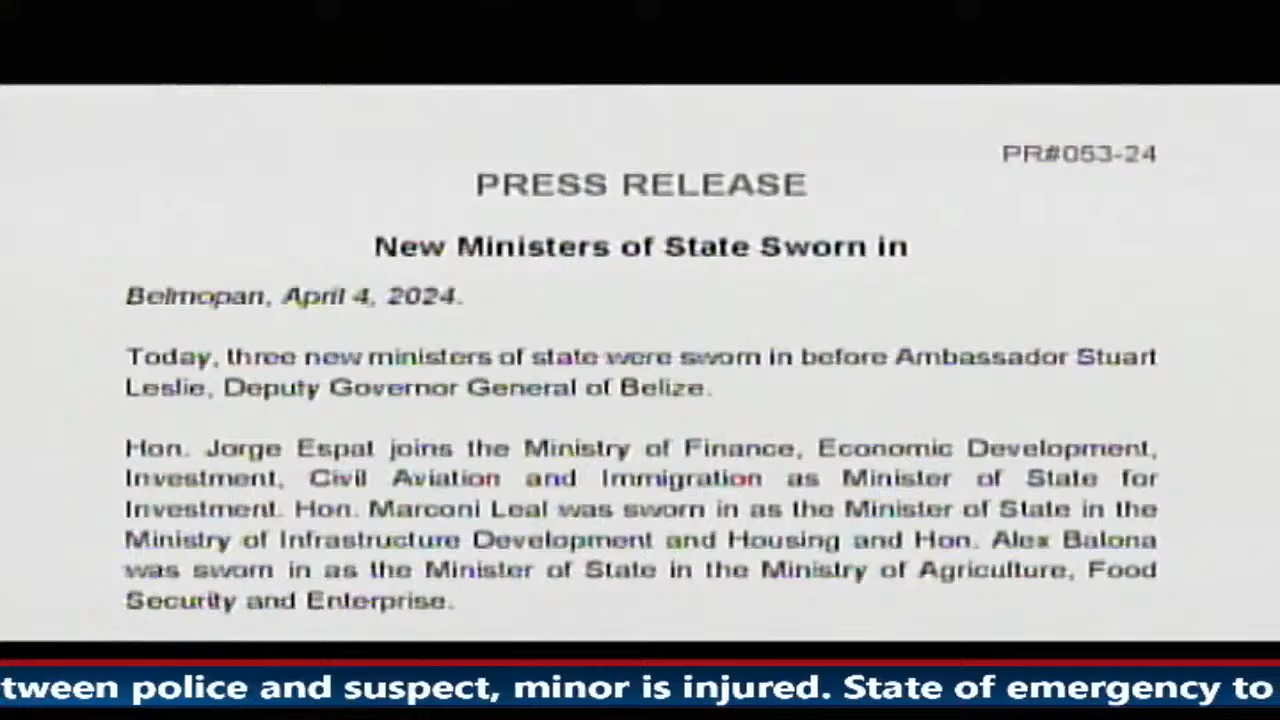 PR#053-24
PRESS RELEASE
New Ministers of State Sworn in
Belmopan, April 4, 2024.
Today, three new ministers of state were sworn in before Ambassador Stuart
Leslie, Deputy Governor General of Belize.
Hon. Jorge Espat joins the Ministry of Finance, Economic Development,
Investment, Civil Aviation and Immigration as Minister of State for
Investment. Hon. Marconi Leal was sworn in as the Minister of State in the
Ministry of Infrastructure Development and Housing and Hon. Alex Balona
was sworn in as the Minister of State in the Ministry of Agriculture, Food
Security and Enterprise.
tween police and suspect, minor is injured. State of emergency to